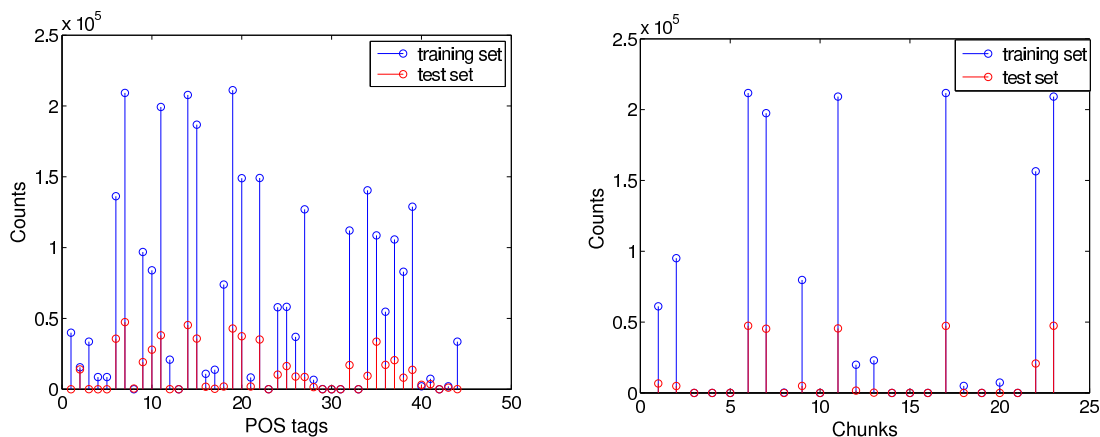 x 10^5
2.5
2
1.5
1
0.5
0
0 10 20 30 40 50
Counts
POS tags
training set
test set
x 10^5
2.5
2
1.5
1
0.5
0
0 5 10 15 20 25
Counts
Chunks
training set
test set